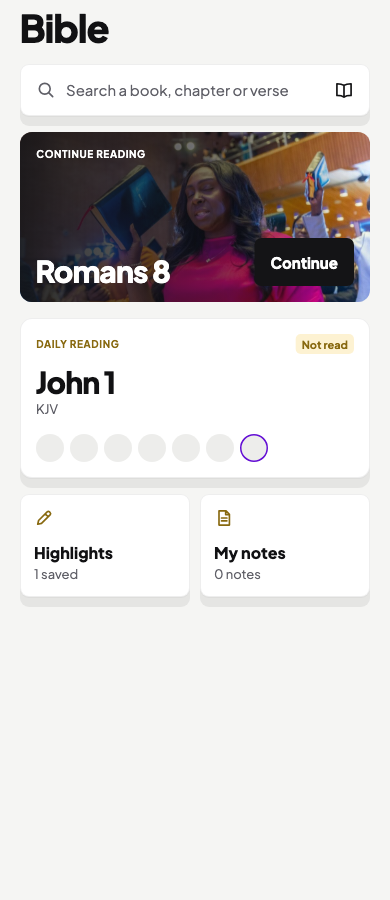 Bible
Search a book, chapter or verse
CONTINUE READING
Romans 8
Continue
DAILY READING
Not read
John 1
KJV
Highlights
1 saved
My notes
0 notes